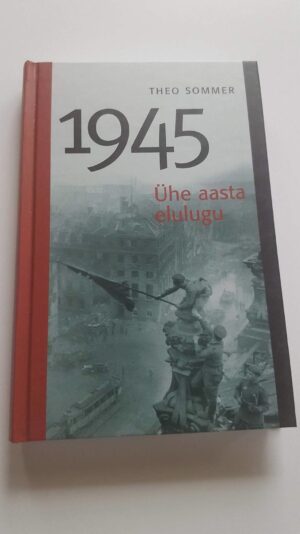 THEO SOMMER
1945
Ühe aasta
elulugu